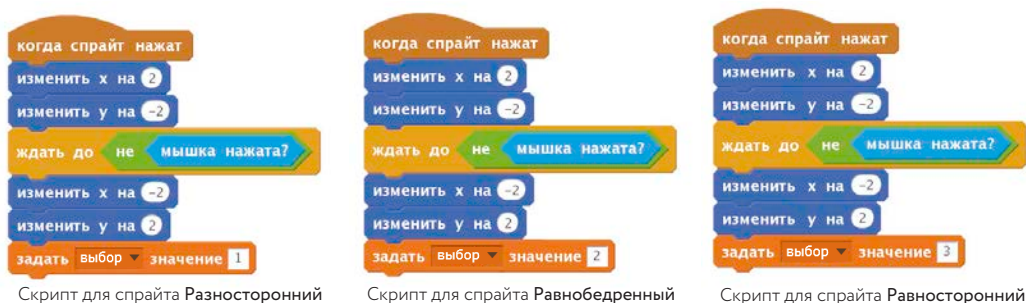 когда спрайт нажат
изменить x на 2
изменить y на -2
ждать до не мышка нажата?
изменить x на -2
изменить y на 2
задать выбор значение 1
Скрипт для спрайта Разносторонний
когда спрайт нажат
изменить x на 2
изменить y на -2
ждать до не мышка нажата?
изменить x на -2
изменить y на 2
задать выбор значение 2
Скрипт для спрайта Равнобедренный
когда спрайт нажат
изменить x на 2
изменить y на -2
ждать до не мышка нажата?
изменить x на -2
изменить y на 2
задать выбор значение 3
Скрипт для спрайта Равносторонний